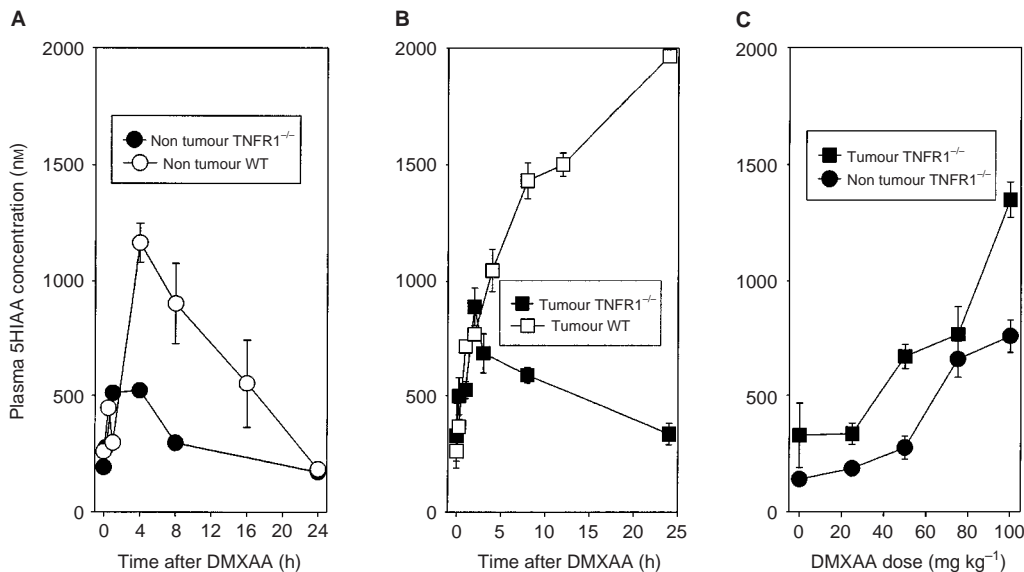 A
Plasma 5HIAA concentration (nM)
2000
1500
1000
500
0
Non tumour TNFR1−/−
Non tumour WT
0 4 8 12 16 20 24
Time after DMXAA (h)
B
2000
1500
1000
500
0
Tumour TNFR1−/−
Tumour WT
0 5 10 15 20 25
Time after DMXAA (h)
C
2000
1500
1000
500
0
Tumour TNFR1−/−
Non tumour TNFR1−/−
0 20 40 60 80 100
DMXAA dose (mg kg−1)